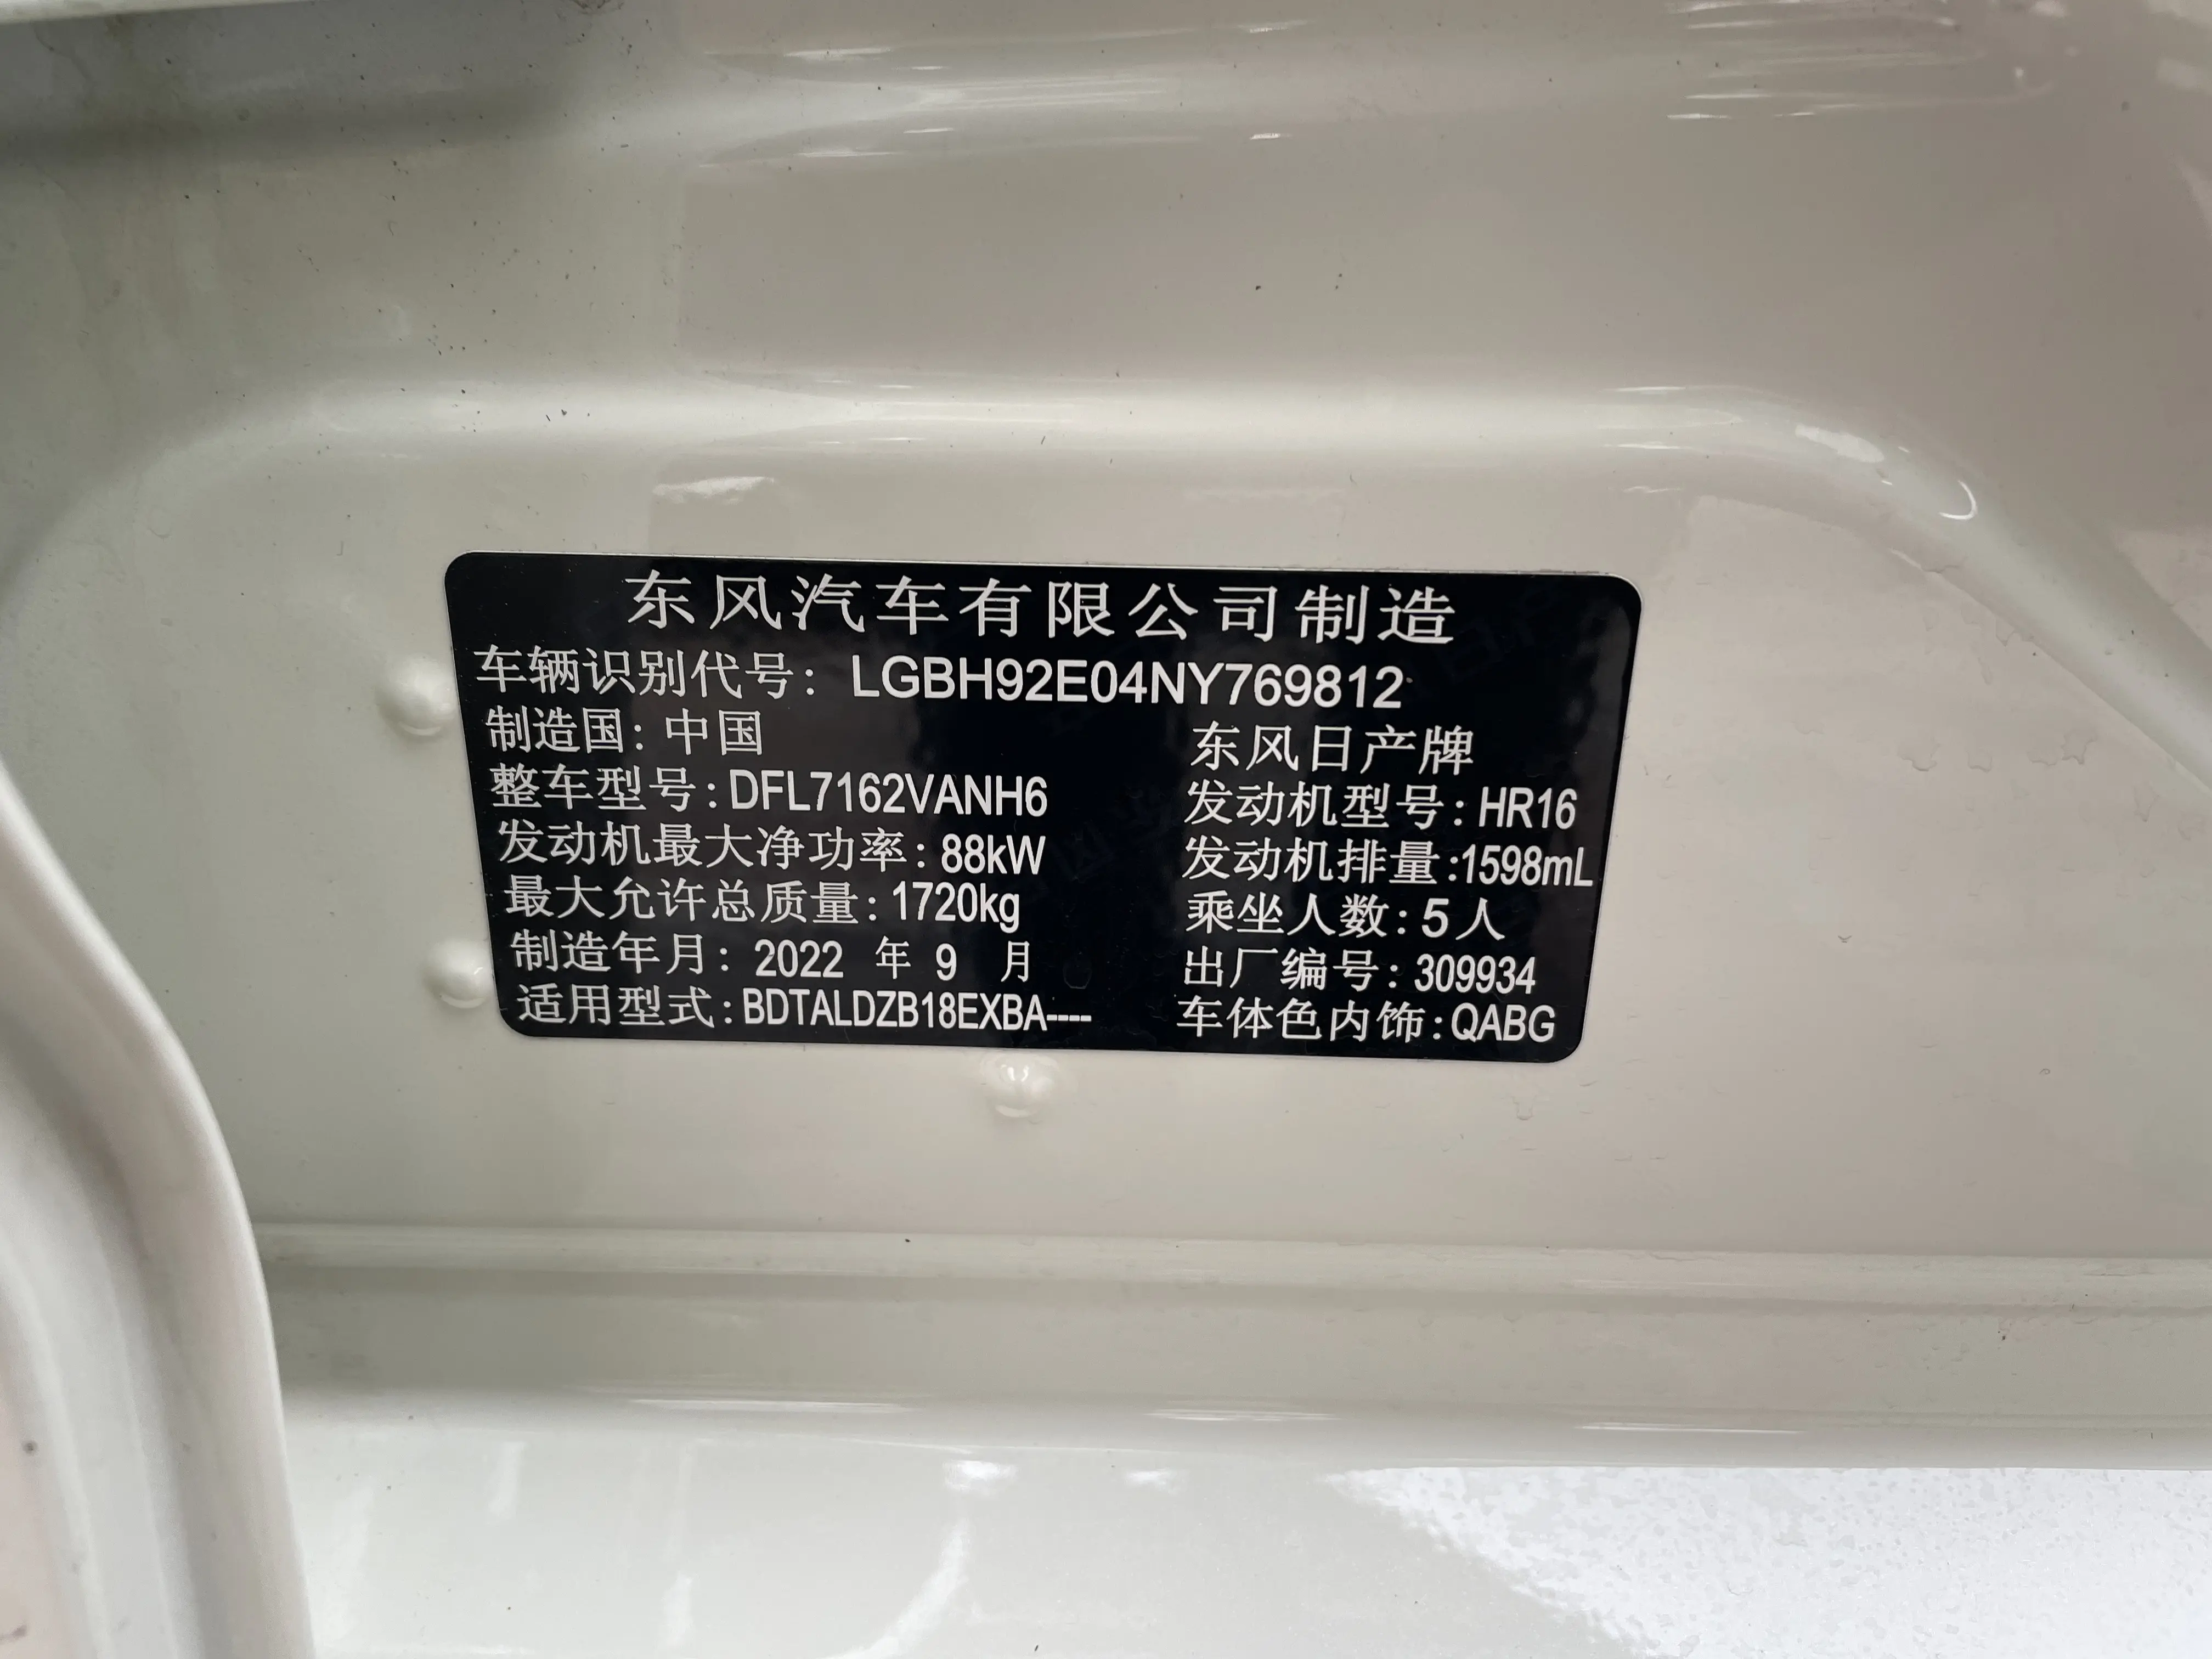 东风汽车有限公司制造
车辆识别代号: LGBH92E04NY769812
制造国: 中国 东风日产牌
整车型号:DFL7162VANH6 发动机型号: HR16
发动机最大净功率: 88kW 发动机排量:1598mL
最大允许总质量: 1720kg 乘坐人数: 5人
制造年月: 2022 年 9 月 出厂编号: 309934
适用型式:BDTALDZB18EXBA---- 车体色内饰:QABG